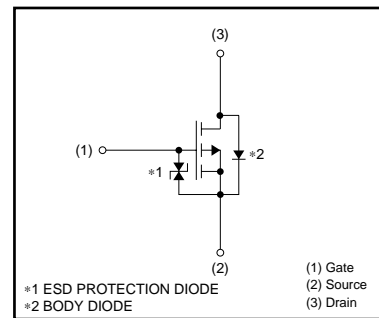 (3)
(1)
∗2
∗1
(2)
∗1 ESD PROTECTION DIODE
∗2 BODY DIODE
(1) Gate
(2) Source
(3) Drain